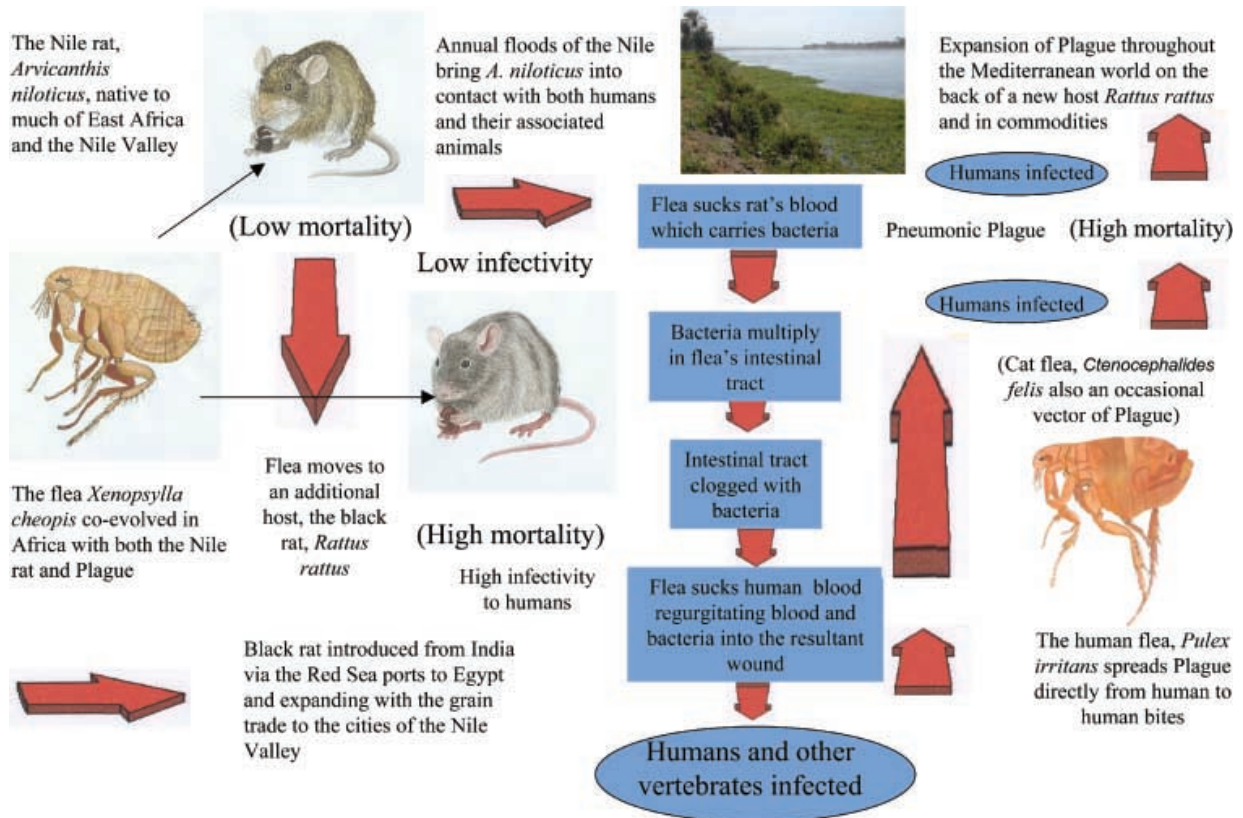 The Nile rat,
Arvicanthis
niloticus, native to
much of East Africa
and the Nile Valley
(Low mortality)
Annual floods of the Nile
bring A. niloticus into
contact with both humans
and their associated
animals
Low infectivity
The flea Xenopsylla
cheopis co-evolved in
Africa with both the Nile
rat and Plague
Flea moves to
an additional
host, the black
rat, Rattus
rattus
(High mortality)
High infectivity
to humans
Black rat introduced from India
via the Red Sea ports to Egypt
and expanding with the grain
trade to the cities of the Nile
Valley
Flea sucks rat's blood
which carries bacteria
Bacteria multiply
in flea's intestinal
tract
Intestinal tract
clogged with
bacteria
Flea sucks human blood
regurgitating blood and
bacteria into the resultant
wound
Humans and other
vertebrates infected
Expansion of Plague throughout
the Mediterranean world on the
back of a new host Rattus rattus
and in commodities
Humans infected
Pneumonic Plague
(High mortality)
Humans infected
(Cat flea, Ctenocephalides
felis also an occasional
vector of Plague)
The human flea, Pulex
irritans spreads Plague
directly from human to
human bites